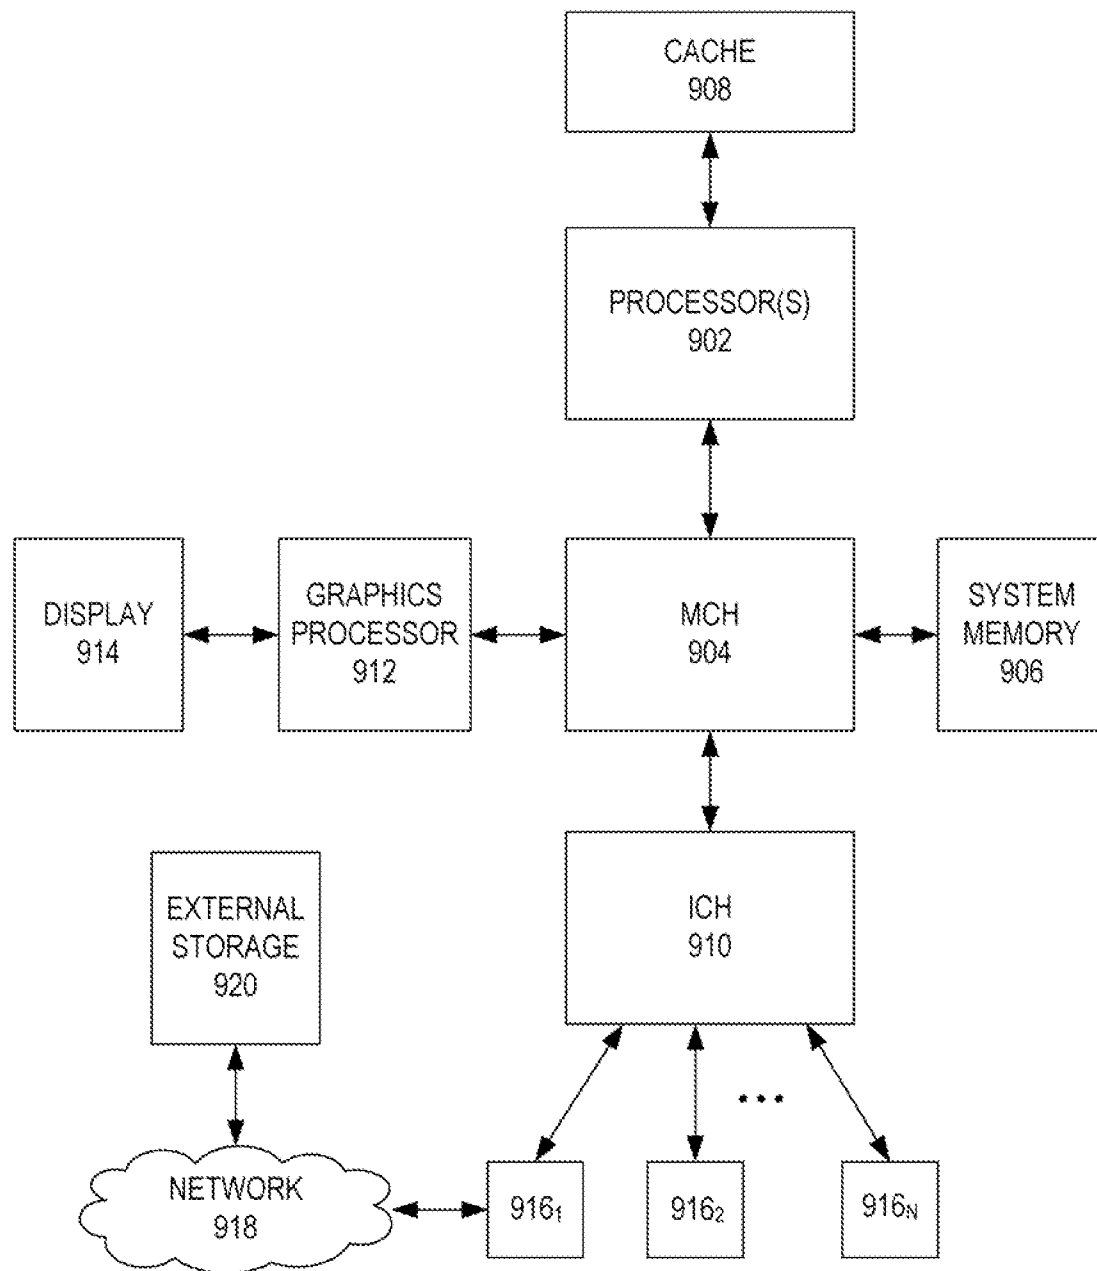 CACHE
908
PROCESSOR(S)
902
DISPLAY
914
GRAPHICS
PROCESSOR
912
MCH
904
SYSTEM
MEMORY
906
EXTERNAL
STORAGE
920
ICH
910
...
NETWORK
918
916₁
916₂
916_N